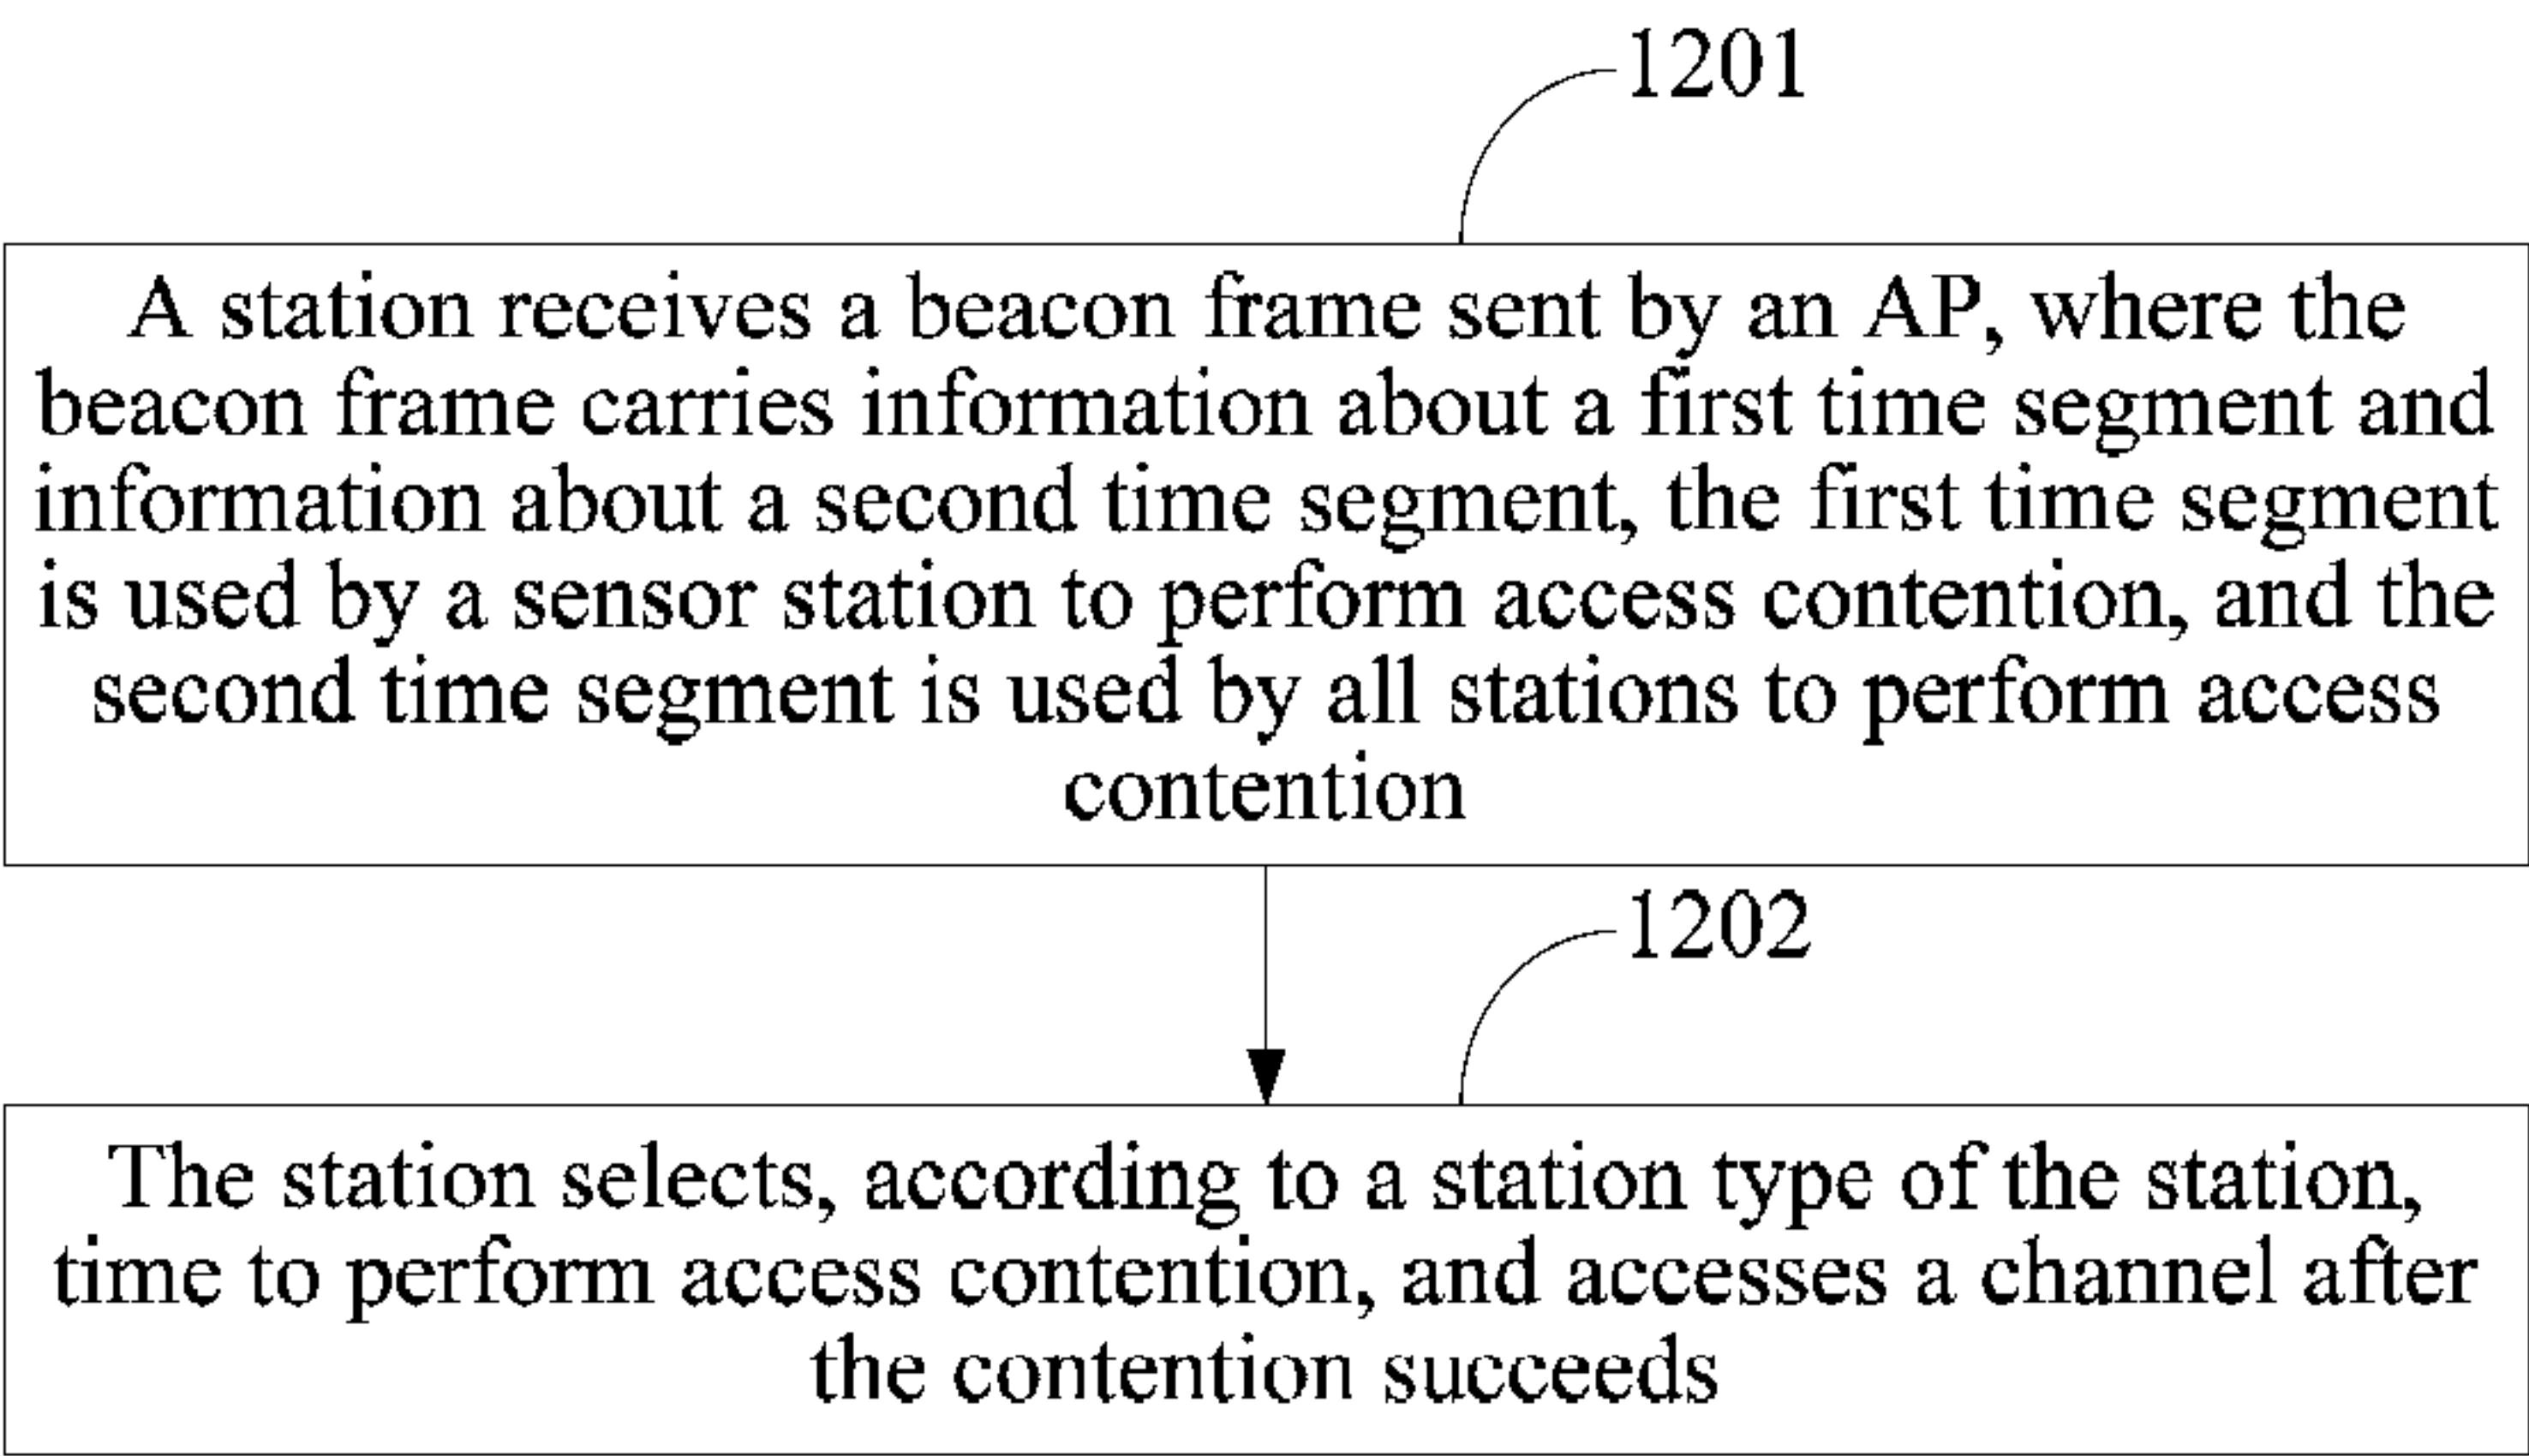 1201
A station receives a beacon frame sent by an AP, where the
beacon frame carries information about a first time segment and
information about a second time segment, the first time segment
is used by a sensor station to perform access contention, and the
second time segment is used by all stations to perform access
contention
1202
The station selects, according to a station type of the station,
time to perform access contention, and accesses a channel after
the contention succeeds